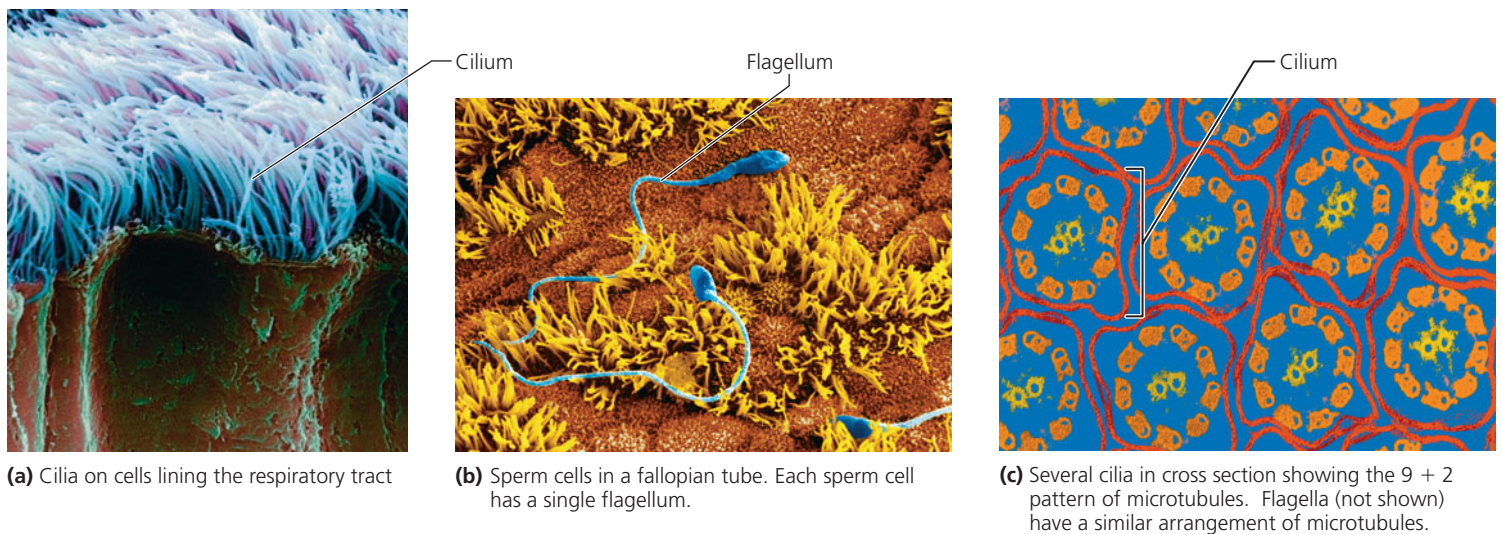 Cilium
Flagellum
Cilium
(a) Cilia on cells lining the respiratory tract
(b) Sperm cells in a fallopian tube. Each sperm cell
has a single flagellum.
(c) Several cilia in cross section showing the 9 + 2
pattern of microtubules.  Flagella (not shown)
have a similar arrangement of microtubules.